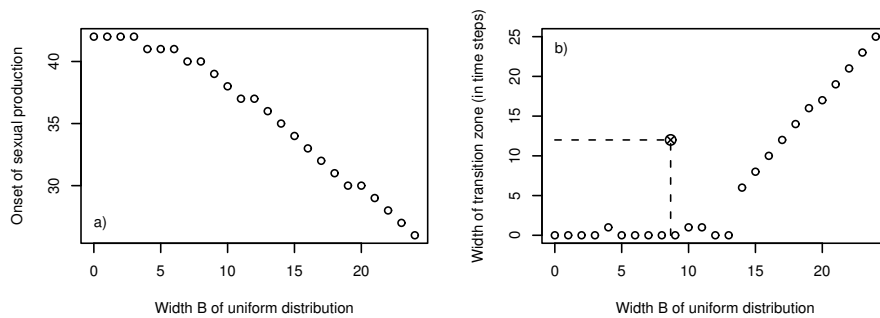 a)
Onset of sexual production
30
40
0 5 10 15 20
Width B of uniform distribution
b)
Width of transition zone (in time steps)
0
5
10
15
20
25
0 5 10 15 20
Width B of uniform distribution